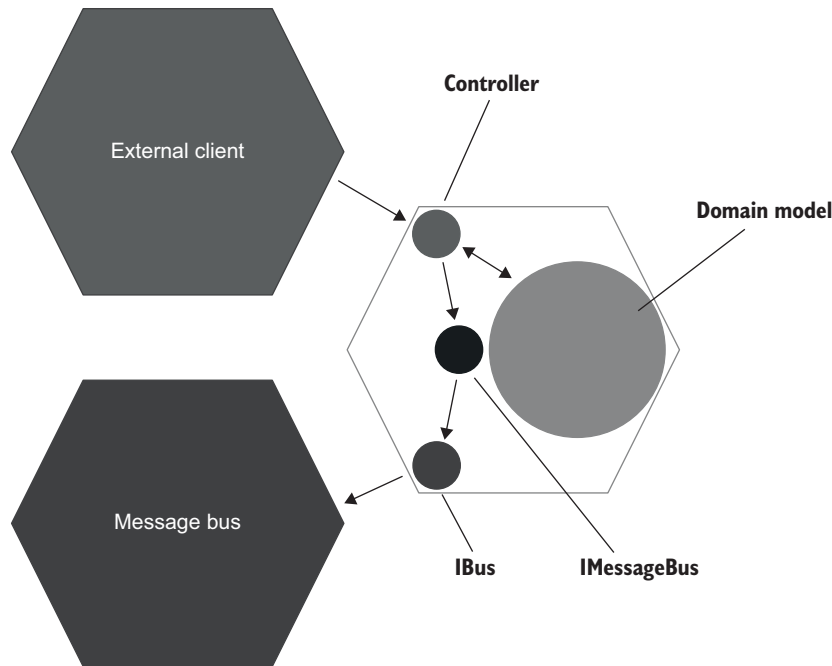 Controller
External client
Domain model
Message bus
IBus
IMessageBus